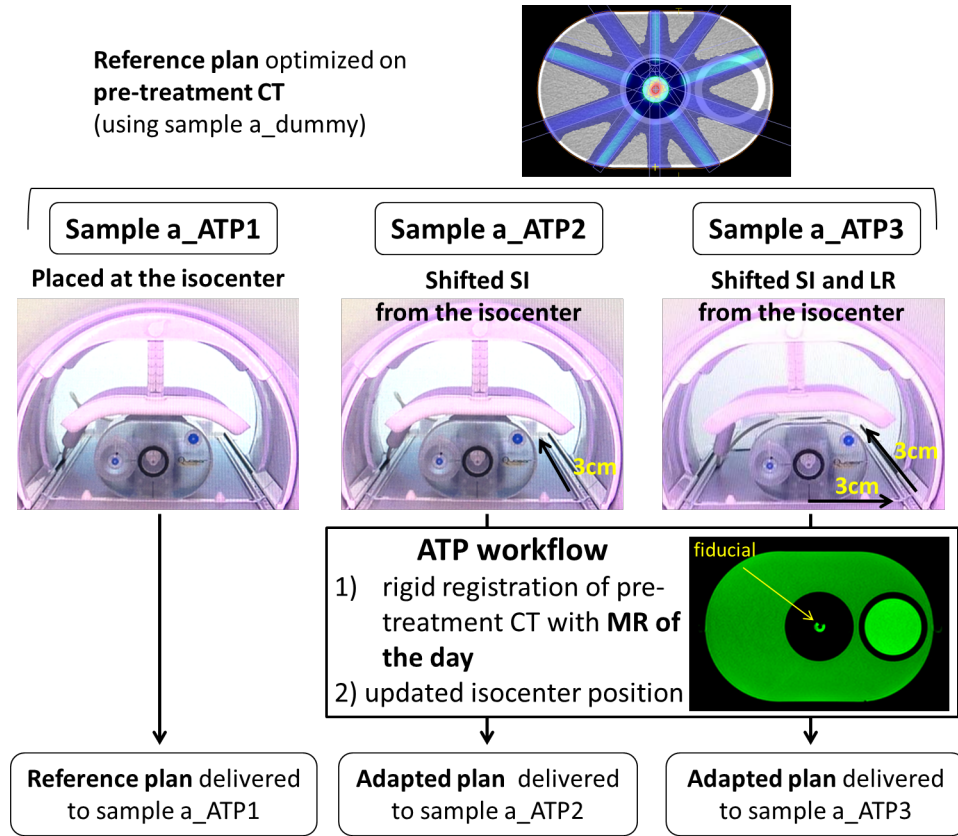 Reference plan optimized on
pre-treatment CT
(using sample a_dummy)
Sample a_ATP1
Sample a_ATP2
Sample a_ATP3
Placed at the isocenter
Shifted SI
from the isocenter
Shifted SI and LR
from the isocenter
3cm
3cm
3cm
ATP workflow
1) rigid registration of pre-
treatment CT with MR of
the day
2) updated isocenter position
fiducial
Reference plan delivered
to sample a_ATP1
Adapted plan delivered
to sample a_ATP2
Adapted plan delivered
to sample a_ATP3